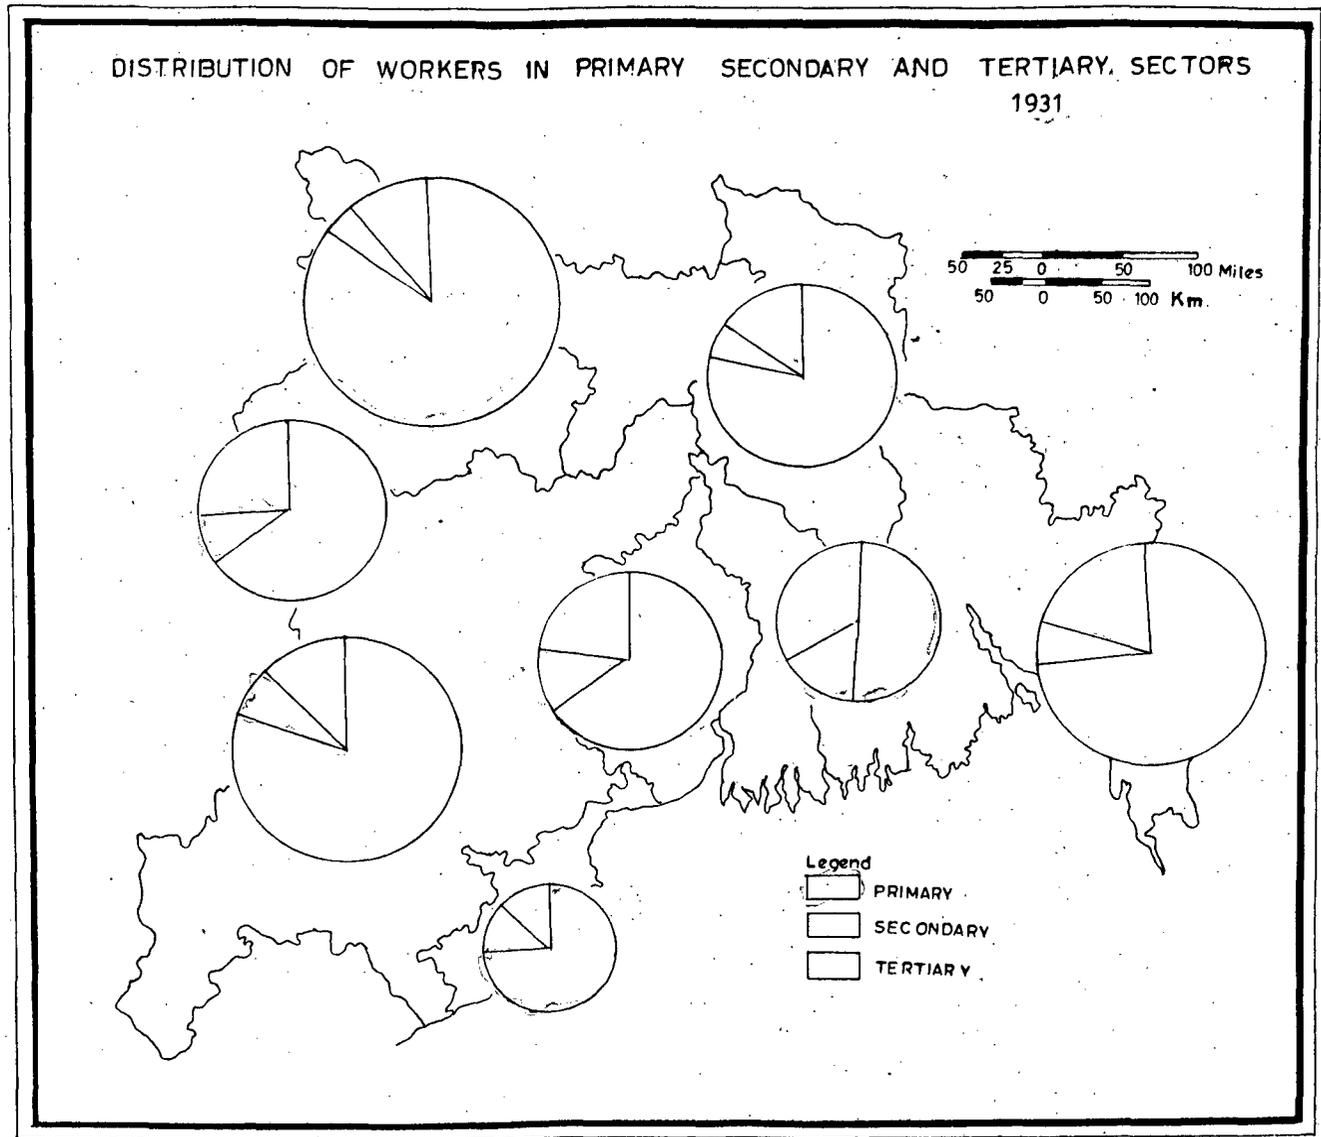 DISTRIBUTION OF WORKERS IN PRIMARY SECONDARY AND TERTIARY. SECTORS
1931
50 25 0 50 100 Miles
50 0 50 100 Km.
Legend
PRIMARY
SECONDARY
TERTIARY